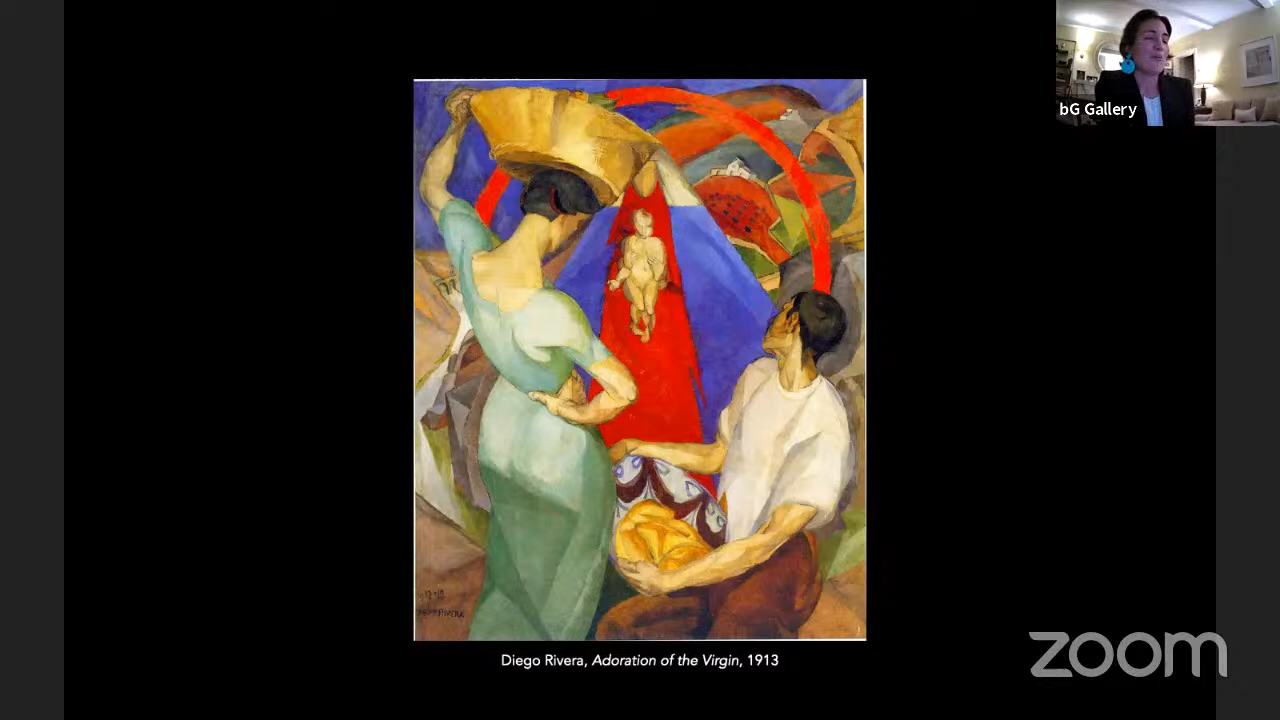 bG Gallery
Diego Rivera, Adoration of the Virgin, 1913
zoom